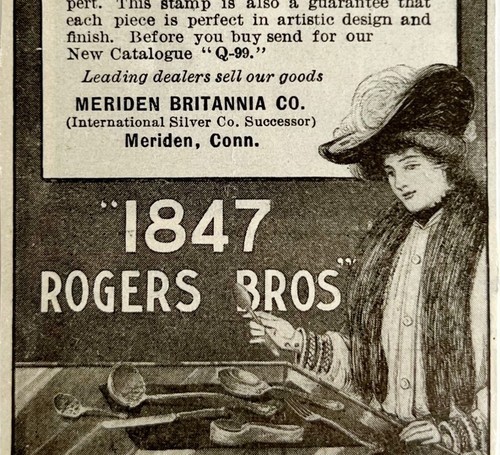 pert. This stamp is also a guarantee that
each piece is perfect in artistic design and
finish. Before you buy send for our
New Catalogue "Q-99."
Leading dealers sell our goods
MERIDEN BRITANNIA CO.
(International Silver Co. Successor)
Meriden, Conn.
"1847
ROGERS BROS"